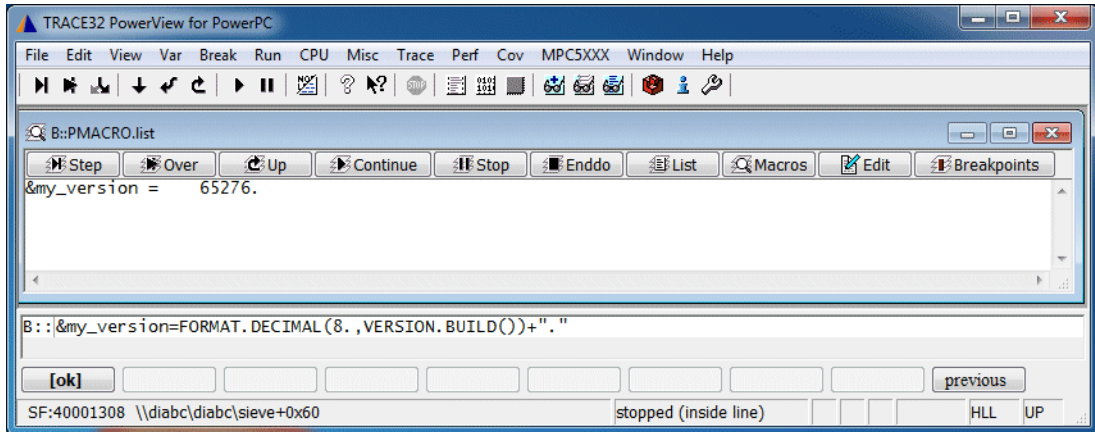 TRACE32 PowerView for PowerPC
File Edit View Var Break Run CPU Misc Trace Perf Cov MPC5XXX Window Help
B::PMACRO.list
Step Over Up Continue Stop Enddo List Macros Edit Breakpoints
&my_version =    65276.
B::&my_version=FORMAT.DECIMAL(8.,VERSION.BUILD())+"."
[ok] previous
SF:40001308 \\diabc\diabc\sieve+0x60 stopped (inside line) HLL UP